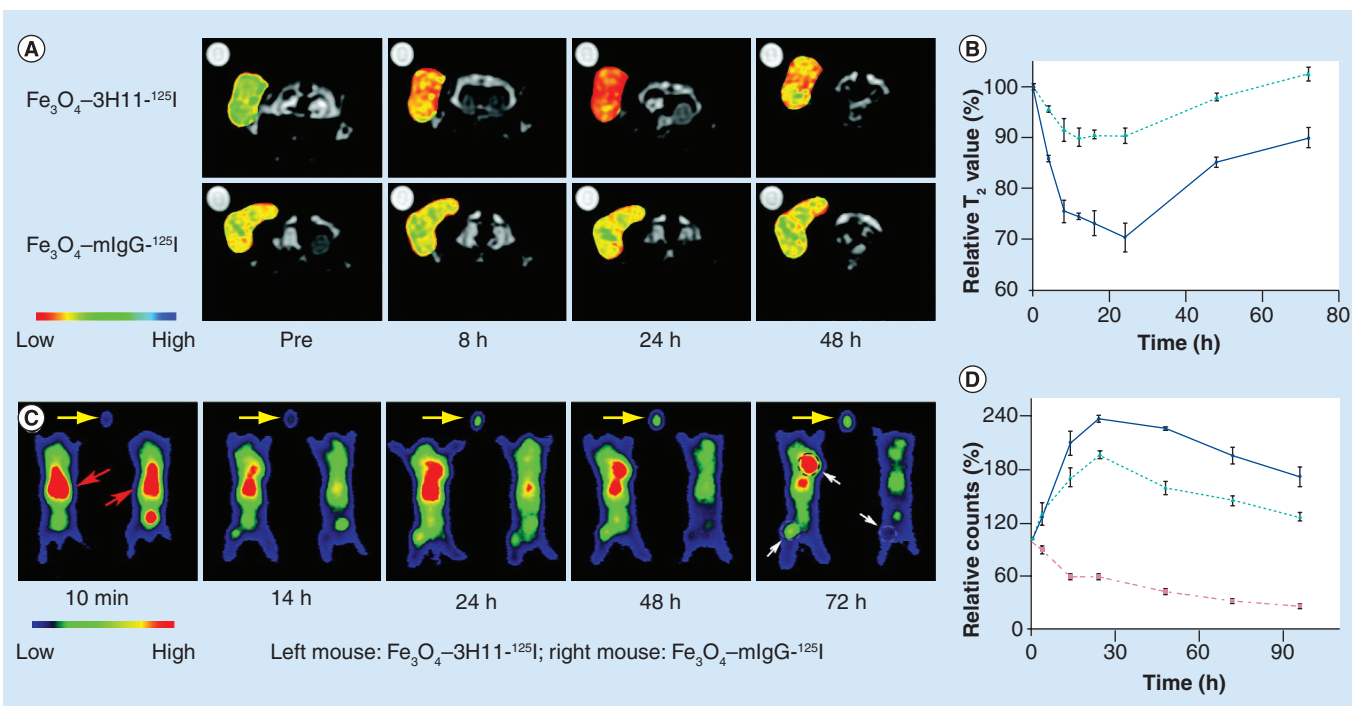 A
Fe₃O₄–3H11-¹²⁵I
Fe₃O₄–mIgG-¹²⁵I
Low High
Pre 8 h 24 h 48 h
B
Relative T₂ value (%)
100
90
80
70
60
0 20 40 60 80
Time (h)
C
10 min 14 h 24 h 48 h 72 h
Low High
Left mouse: Fe₃O₄–3H11-¹²⁵I; right mouse: Fe₃O₄–mIgG-¹²⁵I
D
Relative counts (%)
240
180
120
60
0
0 30 60 90
Time (h)